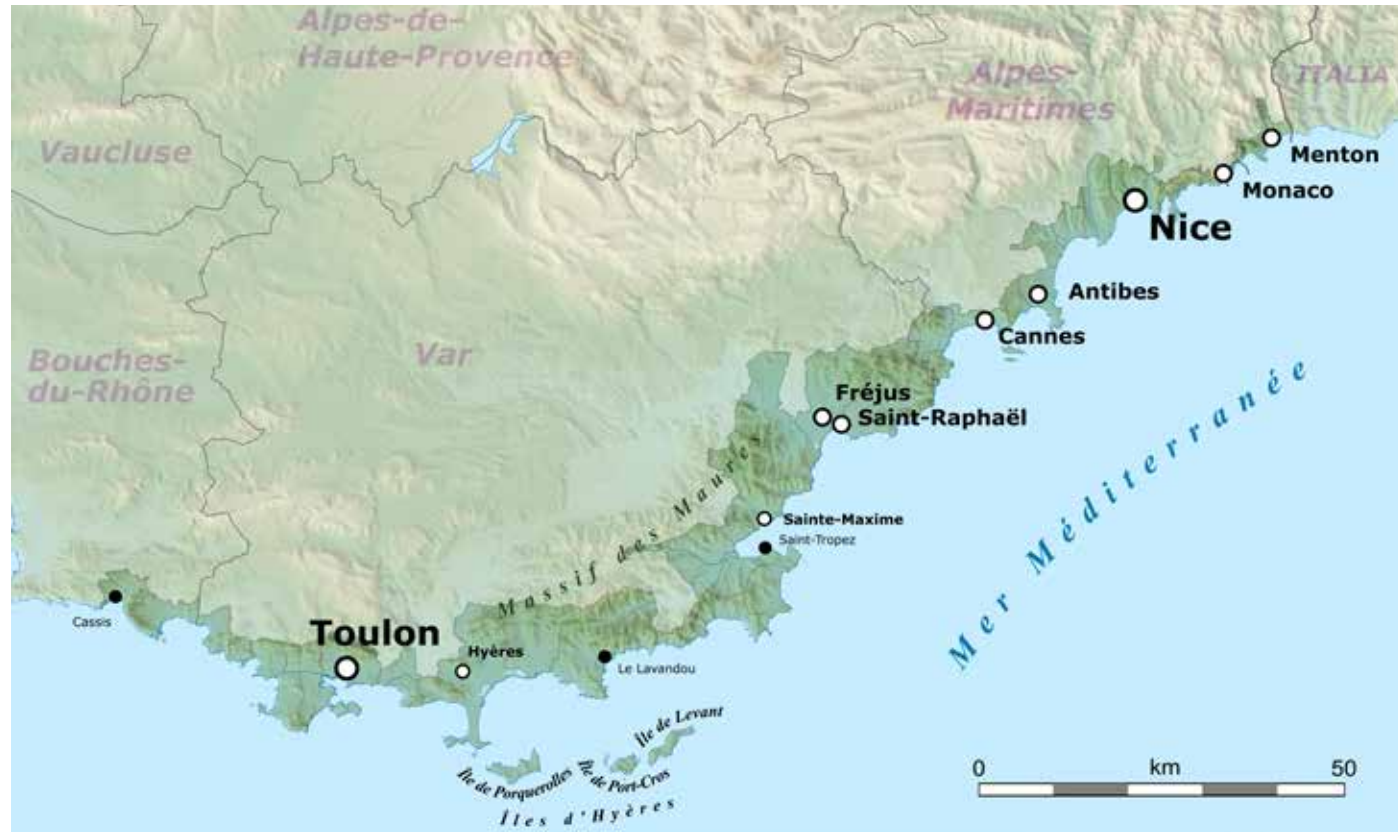 Alpes-de-
Haute-Provence
Alpes-
Maritimes
ITALIA
Vaucluse
Menton
Monaco
Nice
Antibes
Cannes
Bouches-
du-Rhône
Var
Fréjus
Saint-Raphaël
Mer Méditerranée
Massif des Maures
Sainte-Maxime
Saint-Tropez
Cassis
Toulon
Hyères
Le Lavandou
Île de Levant
Île de Porquerolles
Île de Port-Cros
Îles d'Hyères
0 km 50